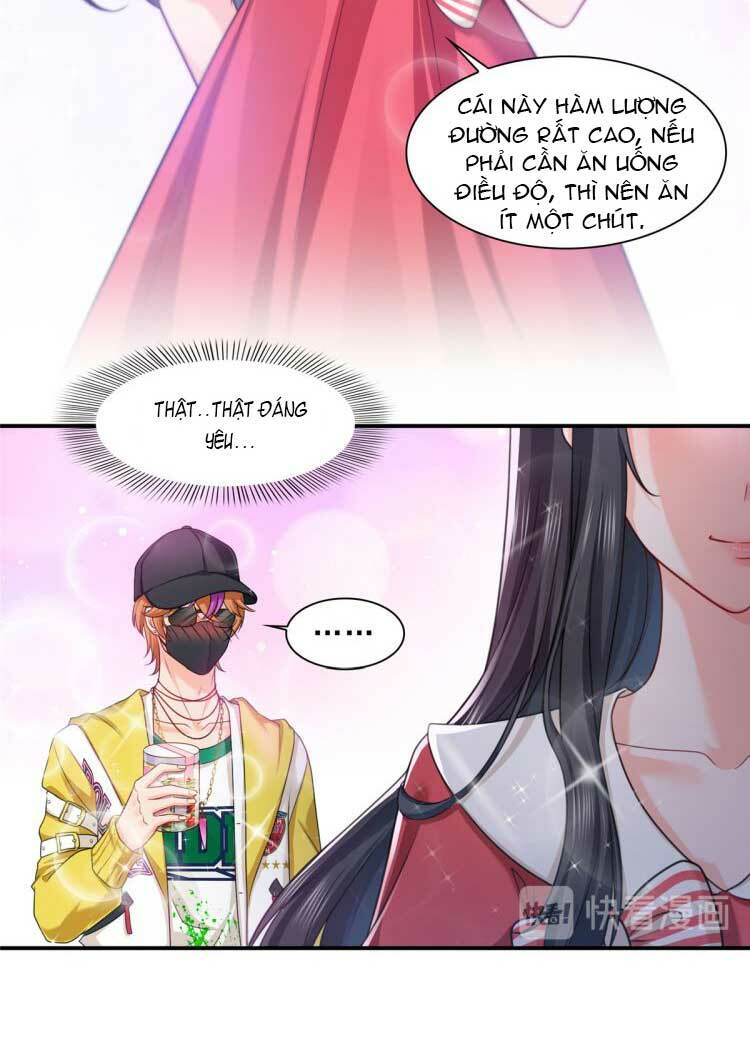 CÁI NÀY HÀM LƯỢNG
ĐƯỜNG RẤT CAO, NẾU
PHẢI CẦN ĂN UỐNG
ĐIỀU ĐỘ, THÌ NÊN ĂN
ÍT MỘT CHÚT.
THẬT..THẬT ĐÁNG
YÊU...
......
快看!
快看漫画